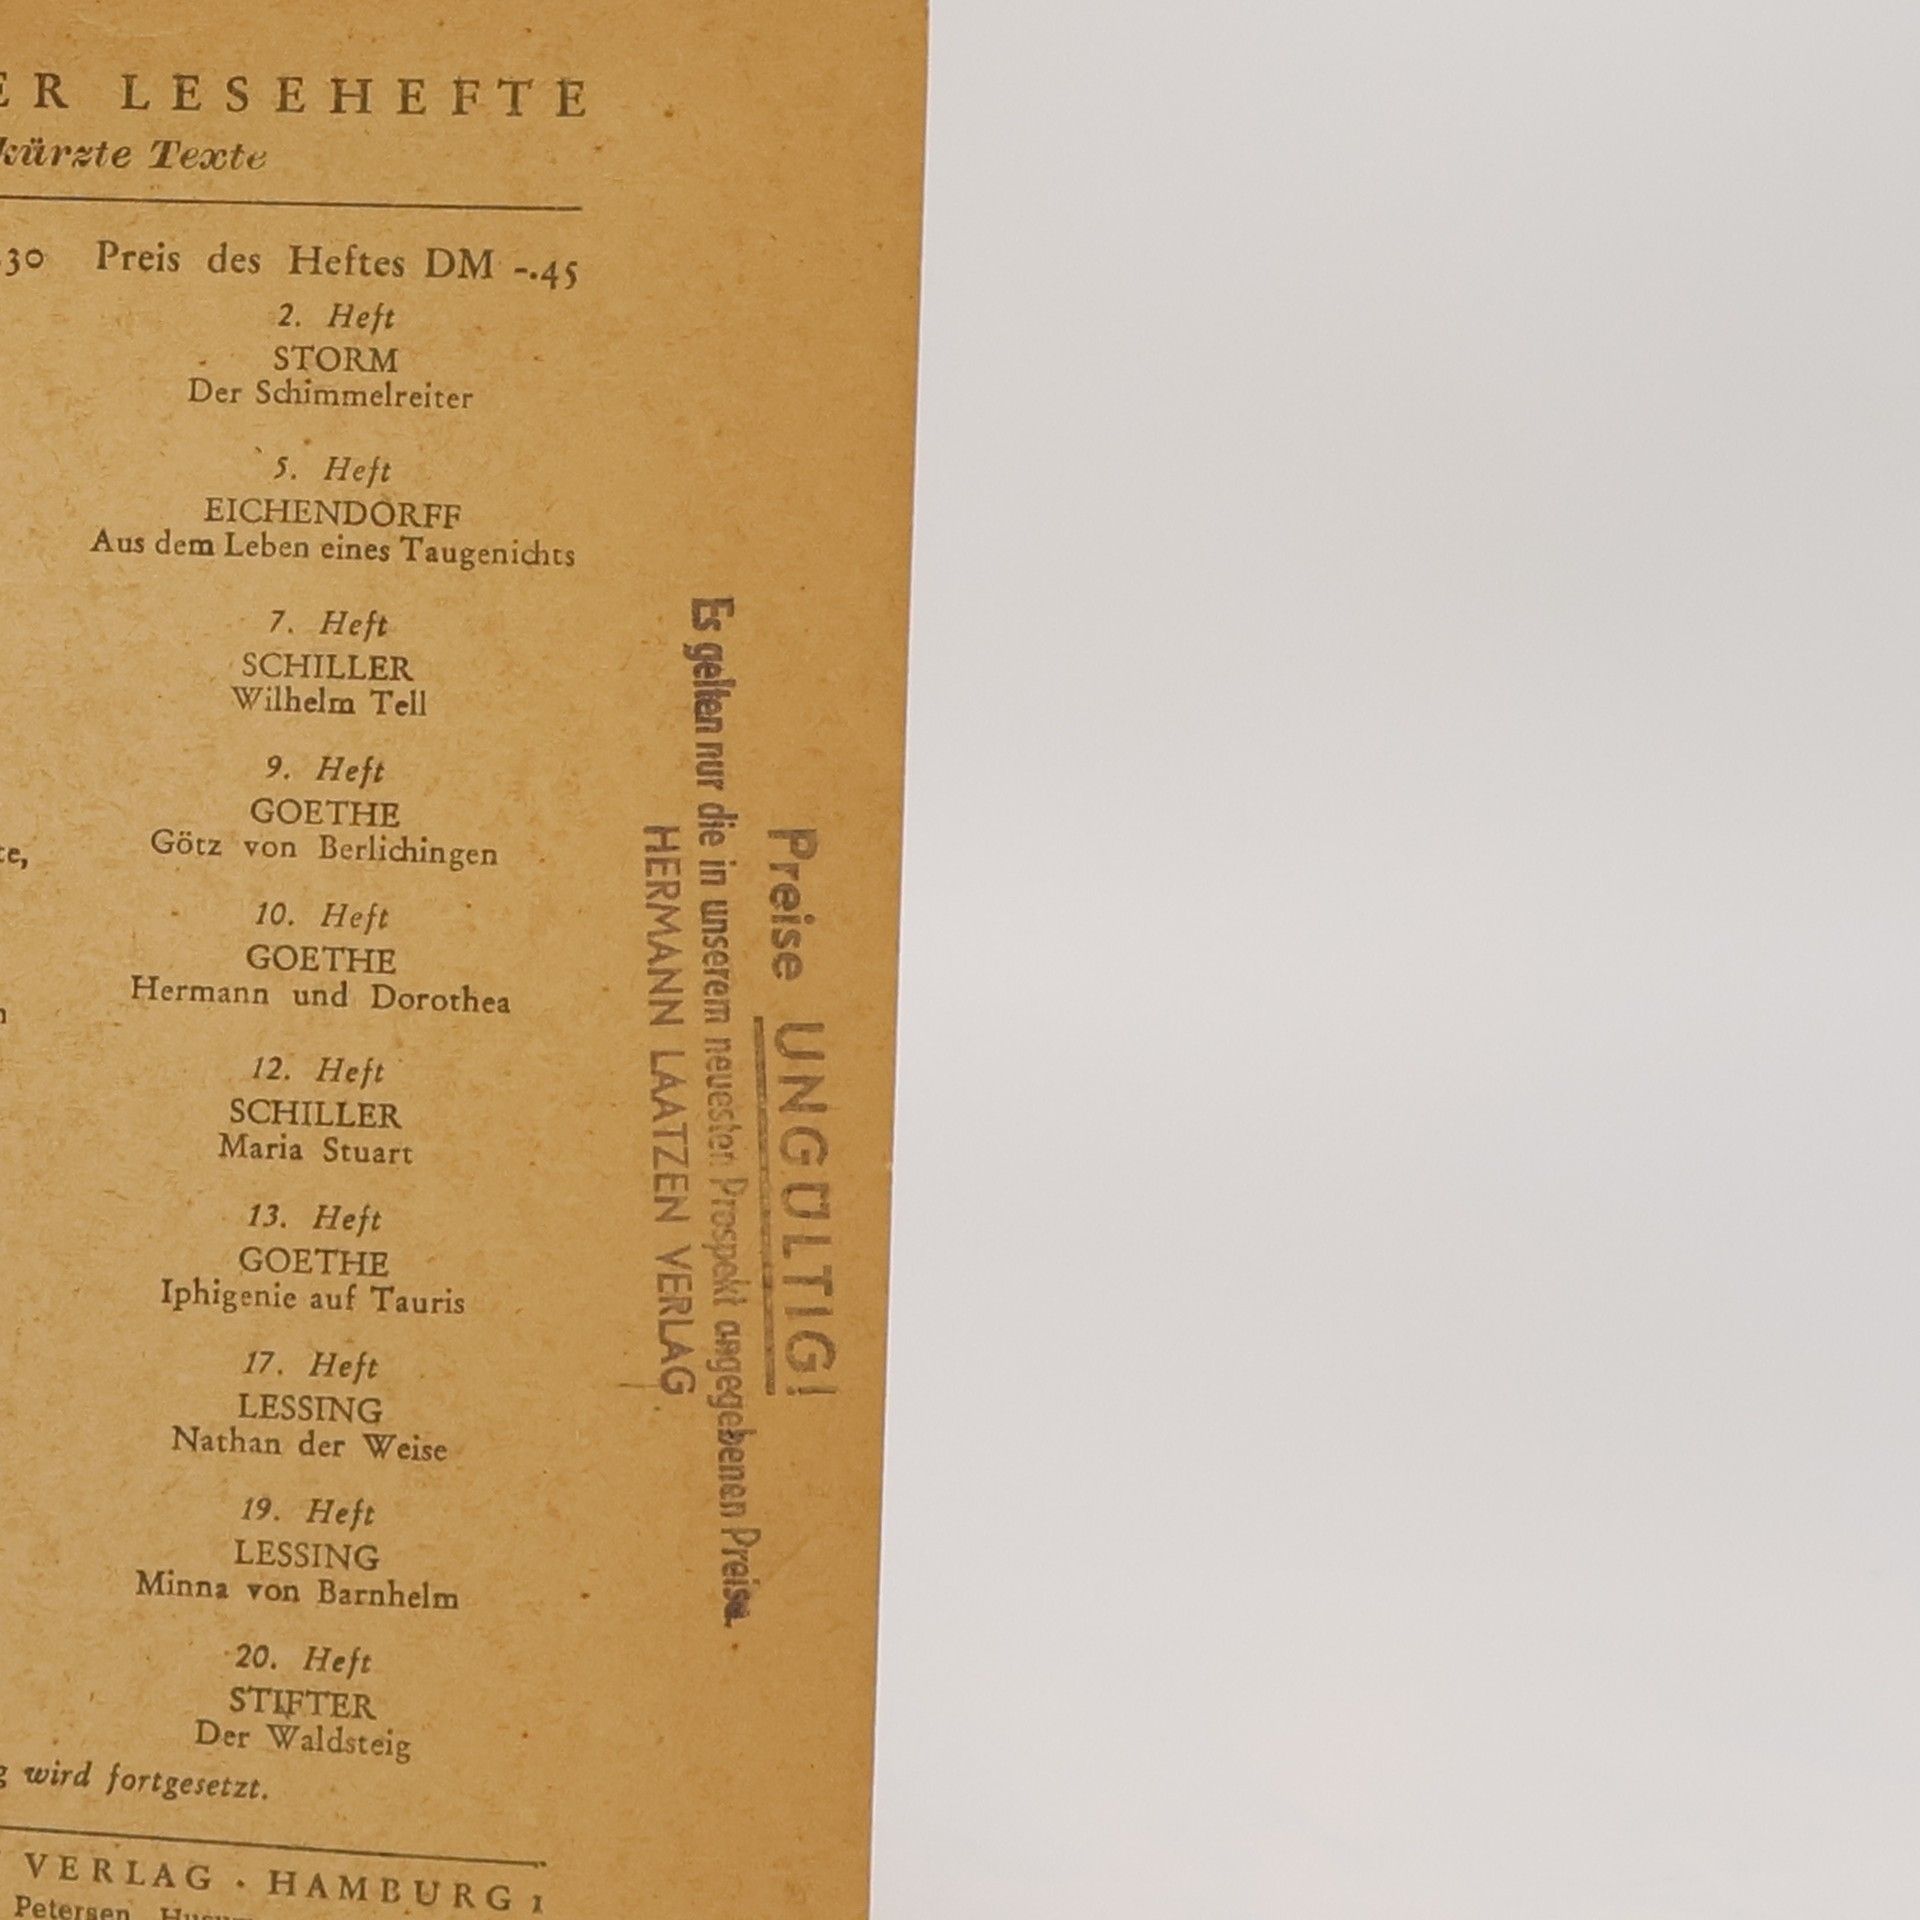 ER LESEHEFTE
kürzte Texte
.30 Preis des Heftes DM -.45
2. Heft
STORM
Der Schimmelreiter
5. Heft
EICHENDORFF
Aus dem Leben eines Taugenichts
7. Heft
SCHILLER
Wilhelm Tell
9. Heft
GOETHE
te, Götz von Berlichingen
10. Heft
GOETHE
Hermann und Dorothea
n
12. Heft
SCHILLER
Maria Stuart
13. Heft
GOETHE
Iphigenie auf Tauris
17. Heft
LESSING
Nathan der Weise
19. Heft
LESSING
Minna von Barnhelm
20. Heft
STIFTER
Der Waldsteig
g wird fortgesetzt.
VERLAG · HAMBURG 1
Petersen
Preise UNGÜLTIG!
Es gelten nur die in unserem neuesten Prospekt angegebenen Preise.
HERMANN LAATZEN VERLAG